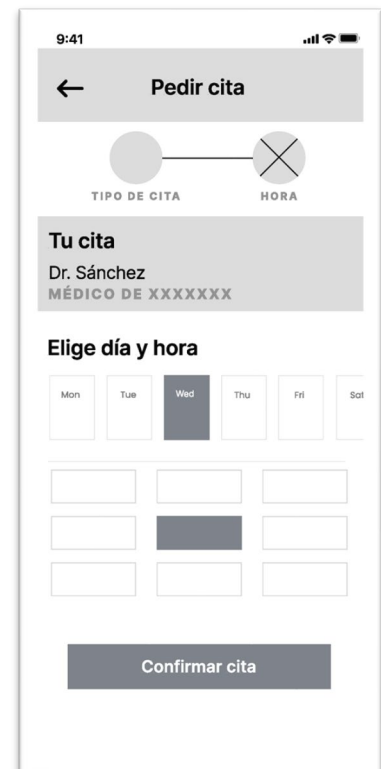 9:41
Pedir cita
TIPO DE CITA HORA
Tu cita
Dr. Sánchez
MÉDICO DE XXXXXXX
Elige día y hora
Mon Tue Wed Thu Fri Sat
Confirmar cita